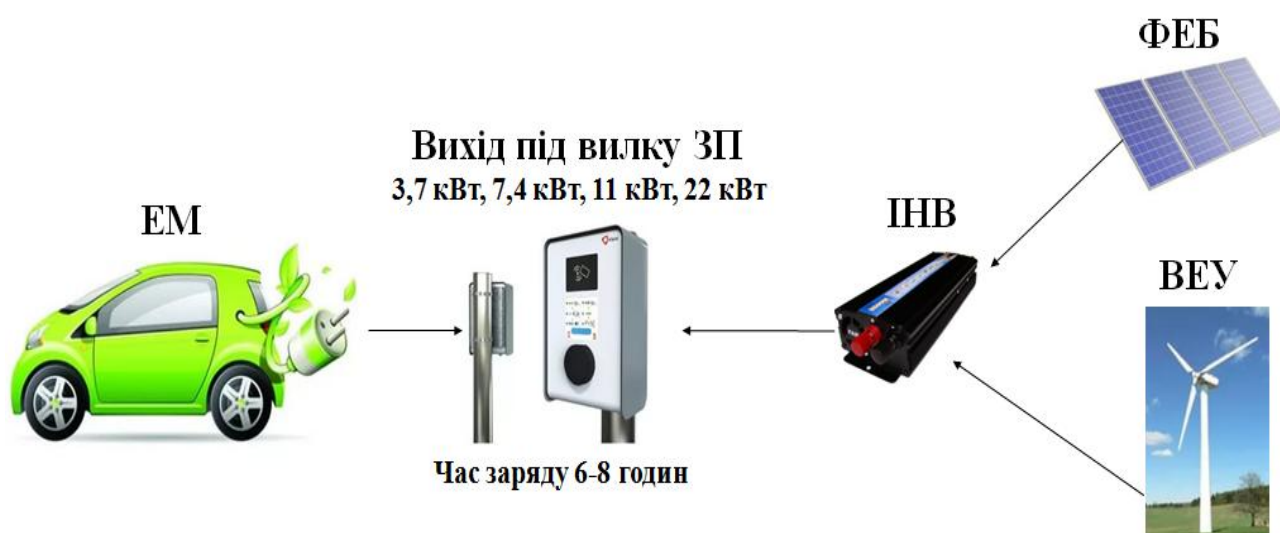 ФЕБ
Вихід під вилку ЗП
3,7 кВт, 7,4 кВт, 11 кВт, 22 кВт
ЕМ
ІНВ
ВЕУ
Час заряду 6-8 годин